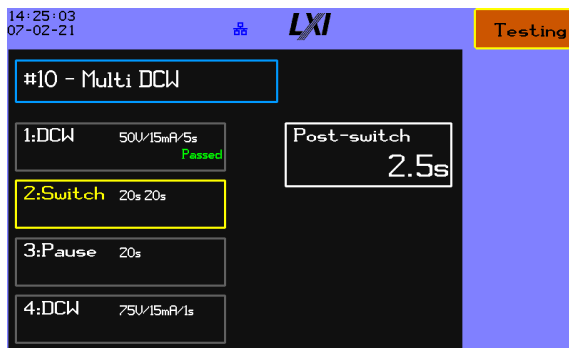 14:25:03
07-02-21
LXI
Testing
#10 - Multi DCW
1:DCW 50V/15mA/5s
Passed
Post-switch
2.5s
2:Switch 20s 20s
3:Pause 20s
4:DCW 75V/15mA/1s